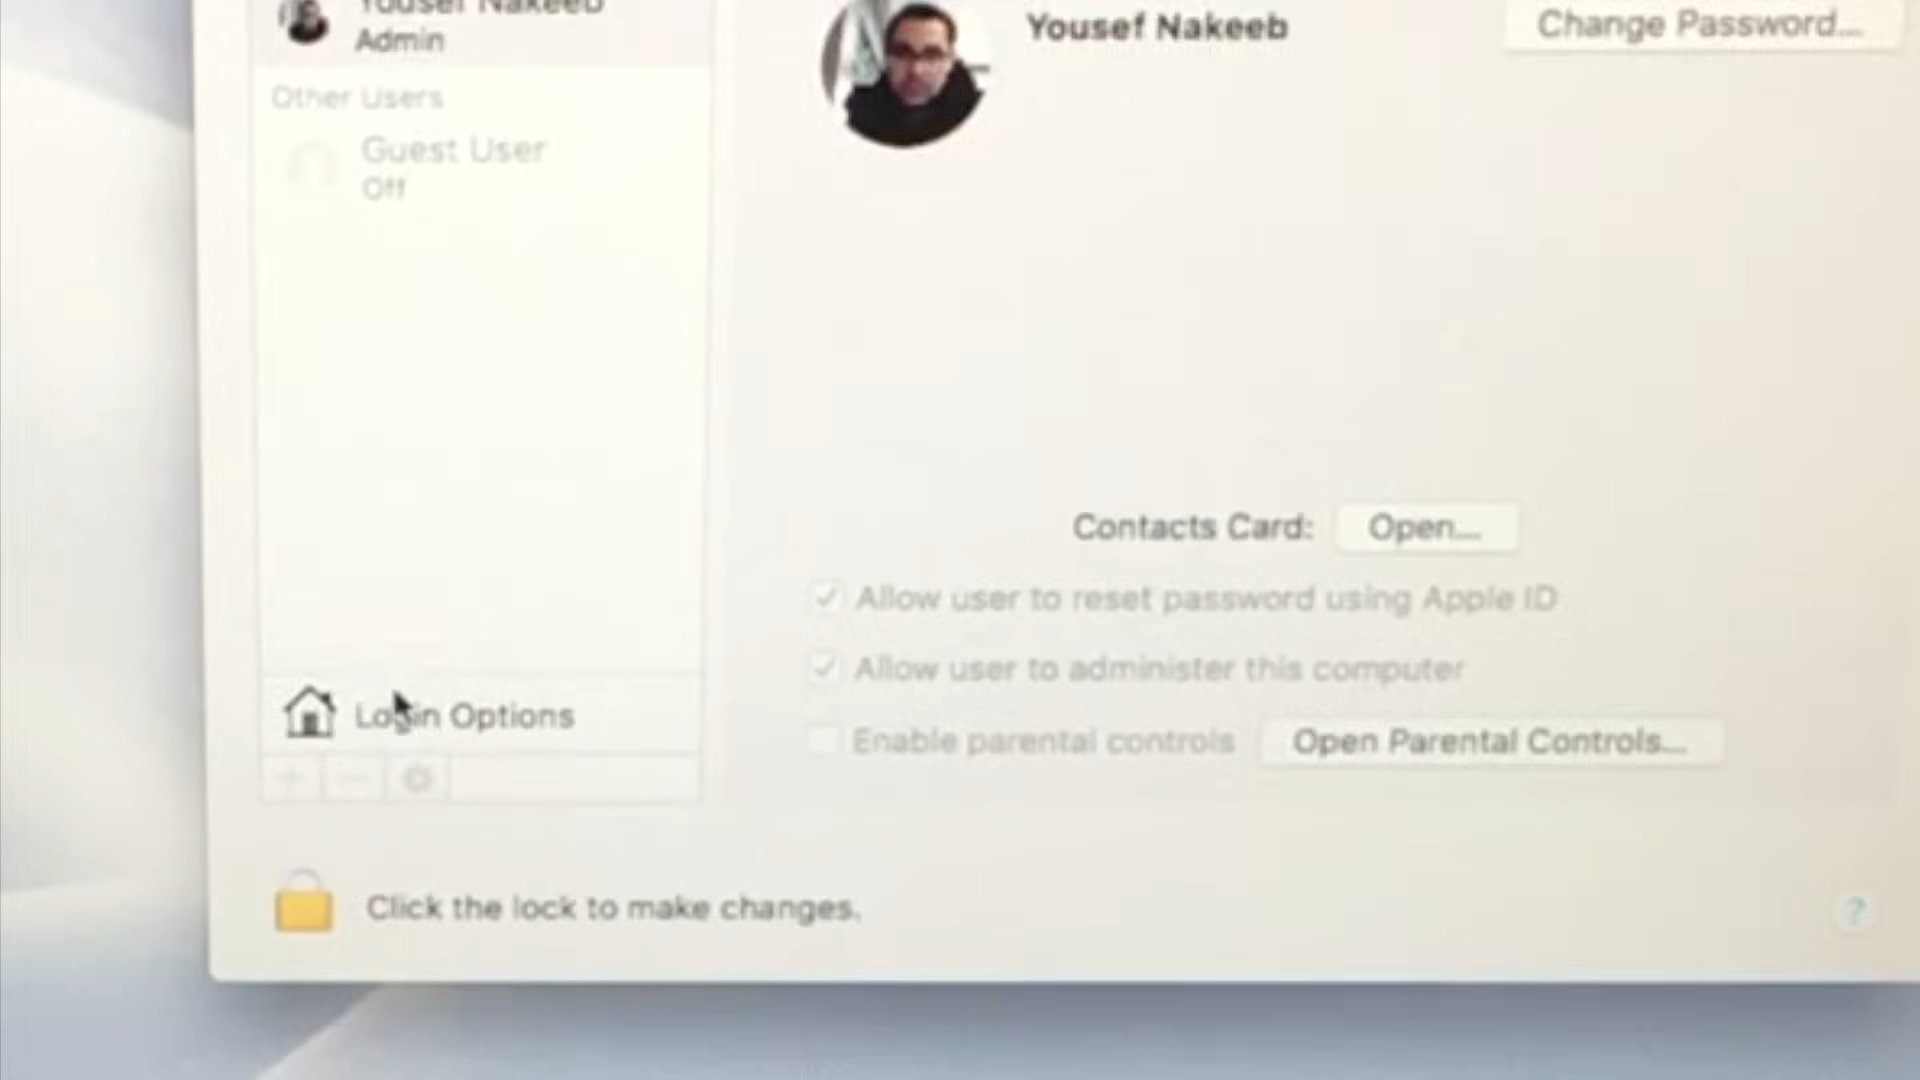 Yousef Nakeeb
Admin
Other Users
Guest User
Off
Login Options
Yousef Nakeeb
Change Password...
Contacts Card:
Open...
Allow user to reset password using Apple ID
Allow user to administer this computer
Enable parental controls
Open Parental Controls...
Click the lock to make changes.
?